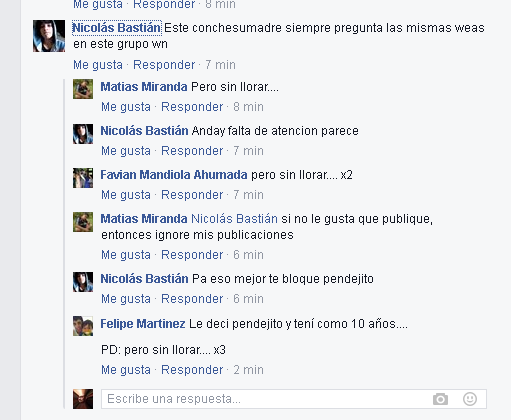 Me gusta · Responder · 8 min
Nicolás Bastián Este conchesumadre siempre pregunta las mismas weas
en este grupo wn
Me gusta · Responder · 7 min
Matias Miranda Pero sin llorar....
Me gusta · Responder · 8 min
Nicolás Bastián Anday falta de atencion parece
Me gusta · Responder · 7 min
Favian Mandiola Ahumada pero sin llorar.... x2
Me gusta · Responder · 7 min
Matias Miranda Nicolás Bastián si no le gusta que publique,
entonces ignore mis publicaciones
Me gusta · Responder · 6 min
Nicolás Bastián Pa eso mejor te bloque pendejito
Me gusta · Responder · 6 min
Felipe Martinez Le deci pendejito y tení como 10 años....
PD: pero sin llorar.... x3
Me gusta · Responder · 2 min
Escribe una respuesta...